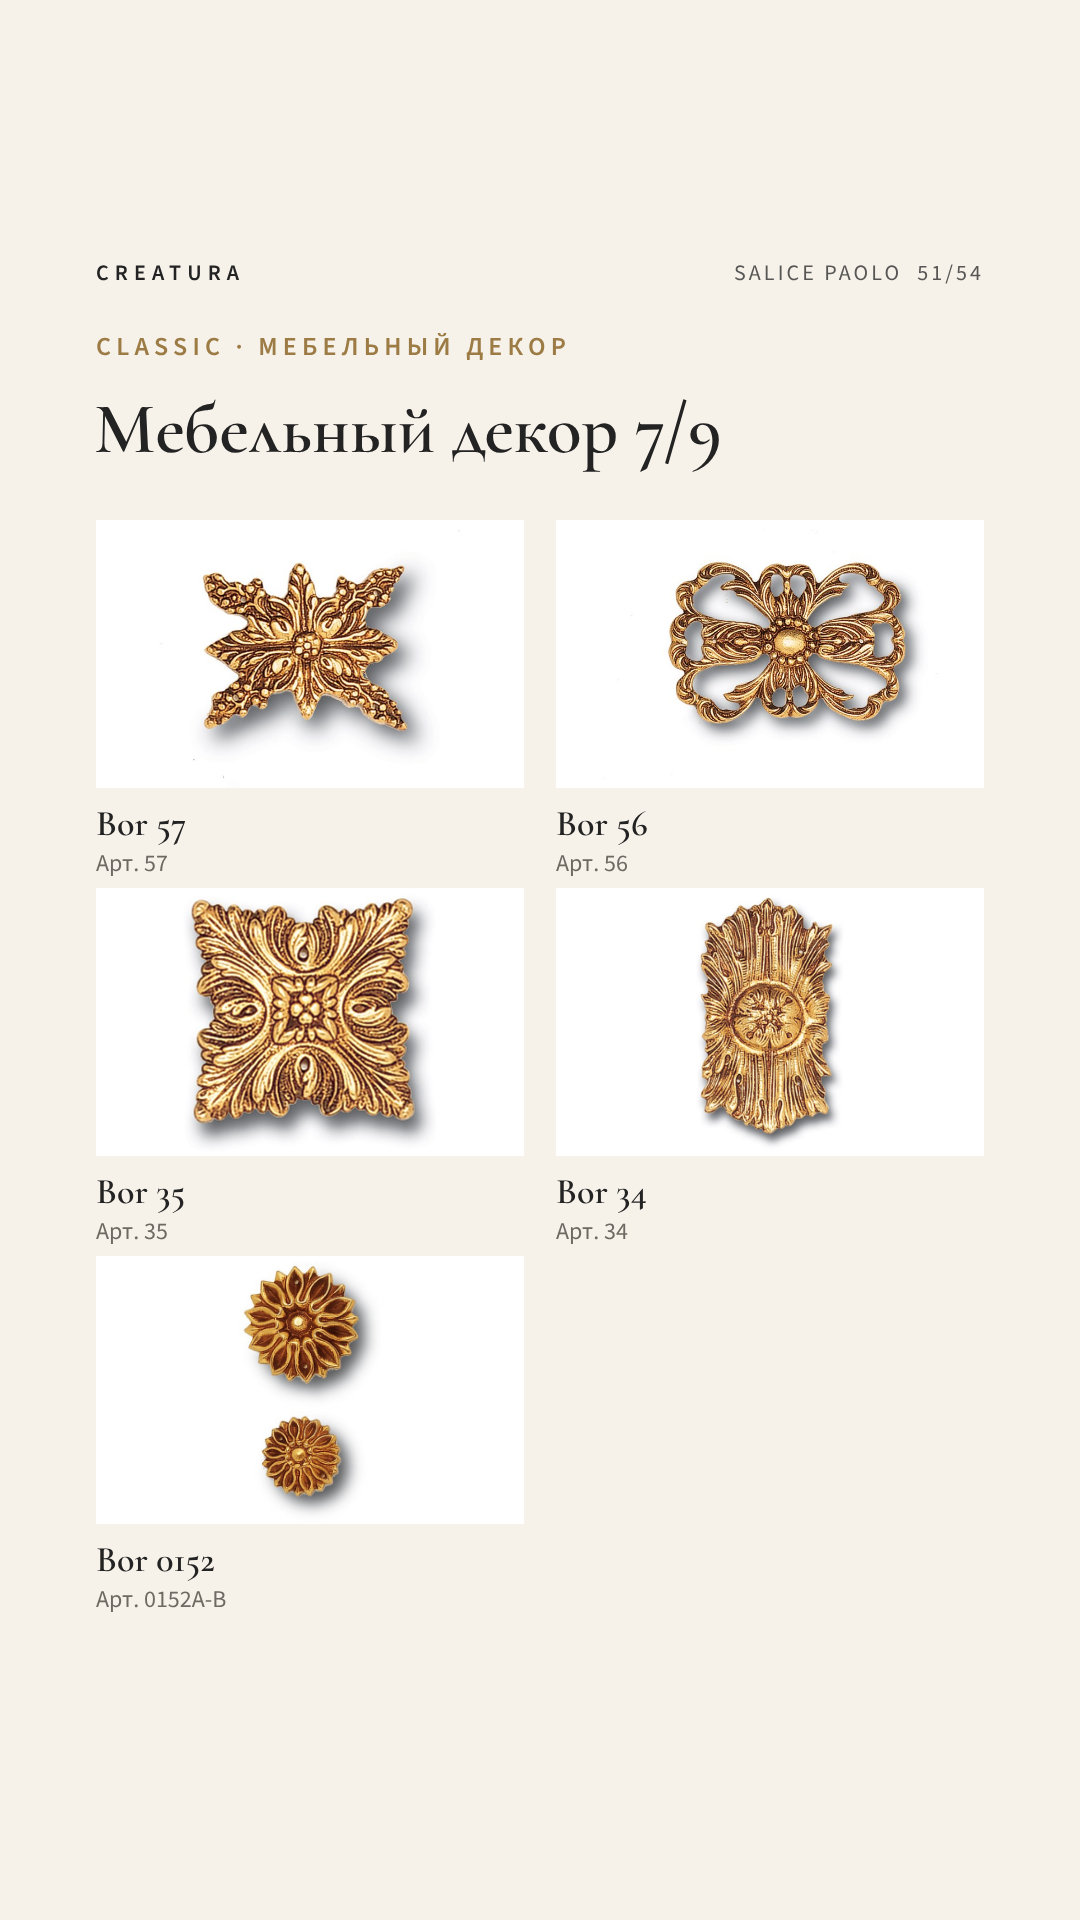 CREATURA
SALICE PAOLO 51/54
CLASSIC · МЕБЕЛЬНЫЙ ДЕКОР
Мебельный декор 7/9
Bor 57
Арт. 57
Bor 56
Арт. 56
Bor 35
Арт. 35
Bor 34
Арт. 34
Bor 0152
Арт. 0152A-B